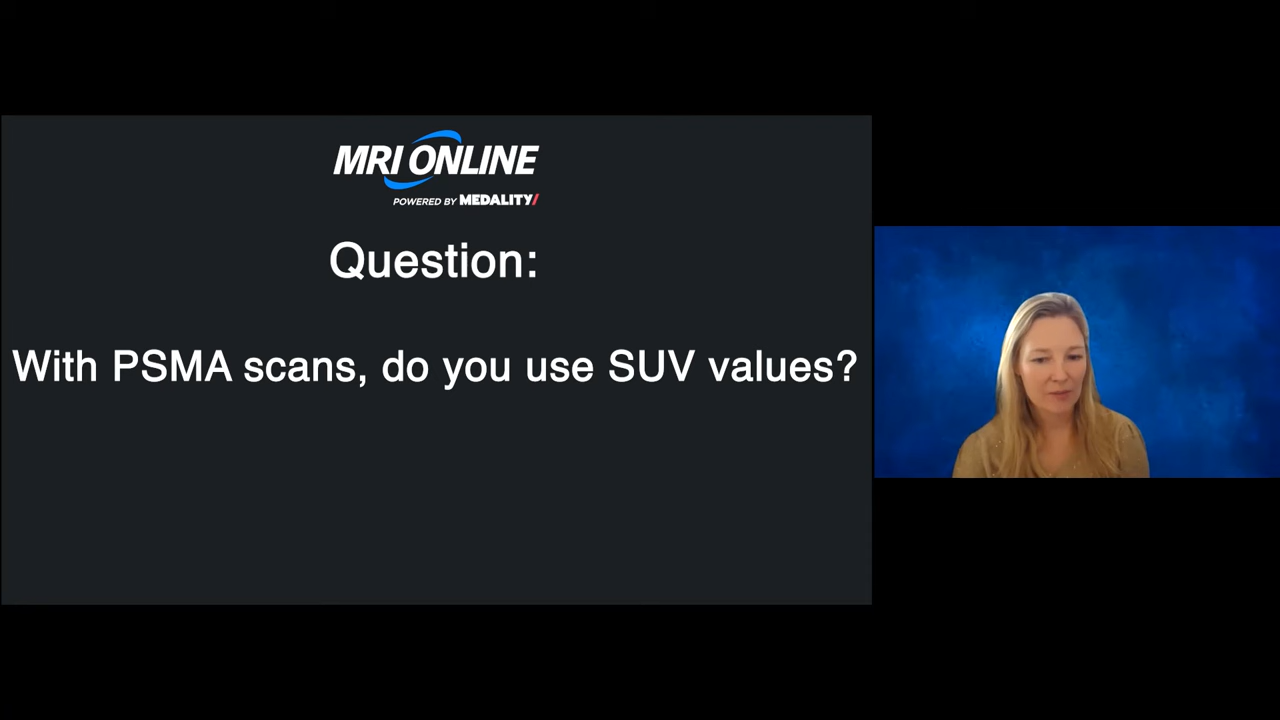 MRI ONLINE
POWERED BY MEDALITY/
Question:
With PSMA scans, do you use SUV values?